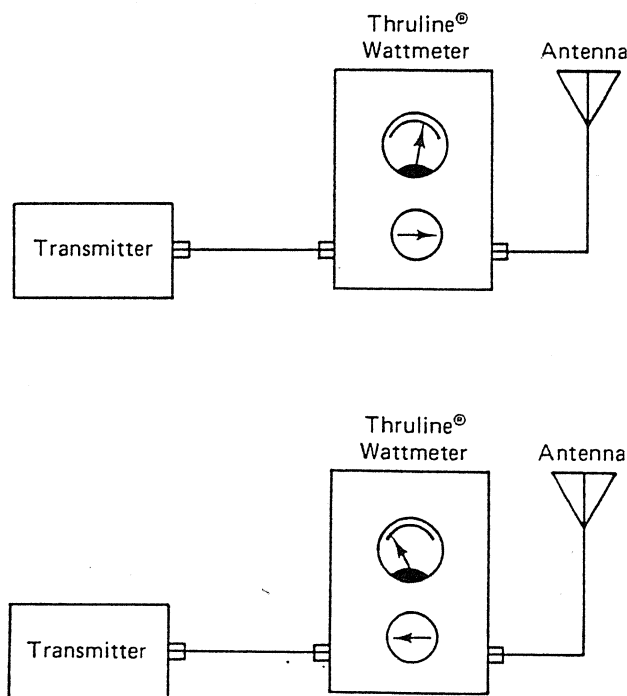 Thruline®
Wattmeter
Antenna
Transmitter
Thruline®
Wattmeter
Antenna
Transmitter